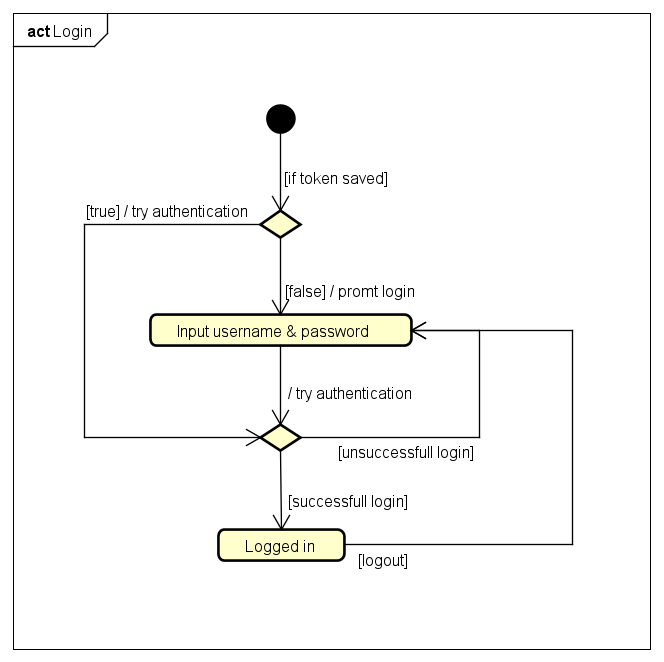 act Login
[if token saved]
[true] / try authentication
[false] / promt login
Input username & password
/ try authentication
[unsuccessfull login]
[successfull login]
Logged in
[logout]